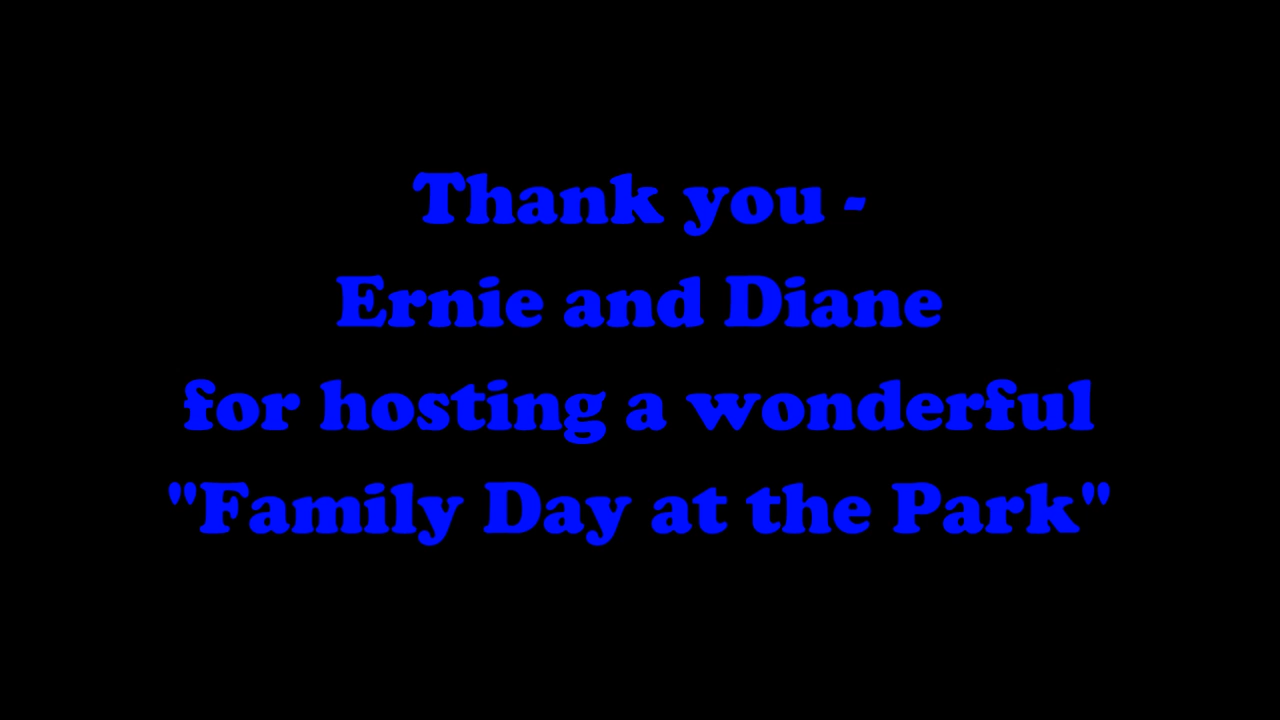 Thank you -
Ernie and Diane
for hosting a wonderful
"Family Day at the Park"